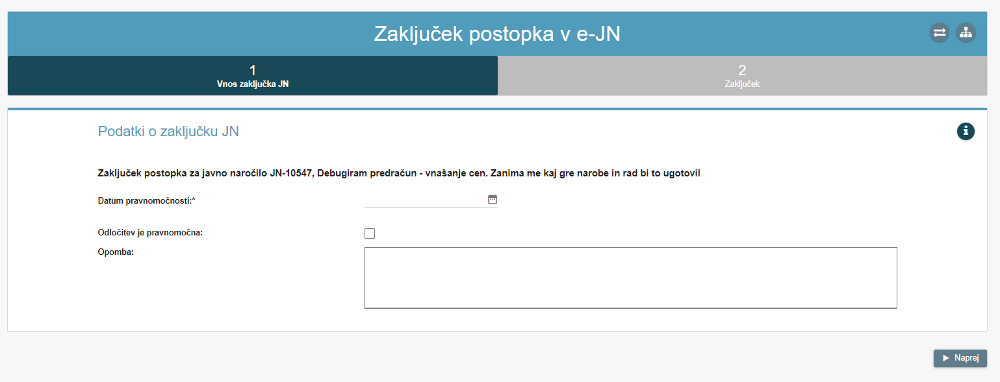 Zaključek postopka v e-JN
1
Vnos zaključka JN
2
Zaključek
Podatki o zaključku JN
Zaključek postopka za javno naročilo JN-10547, Debugiram predračun - vnašanje cen. Zanima me kaj gre narobe in rad bi to ugotovil
Datum pravnomočnosti:*
Odločitev je pravnomočna:
Opomba:
Naprej